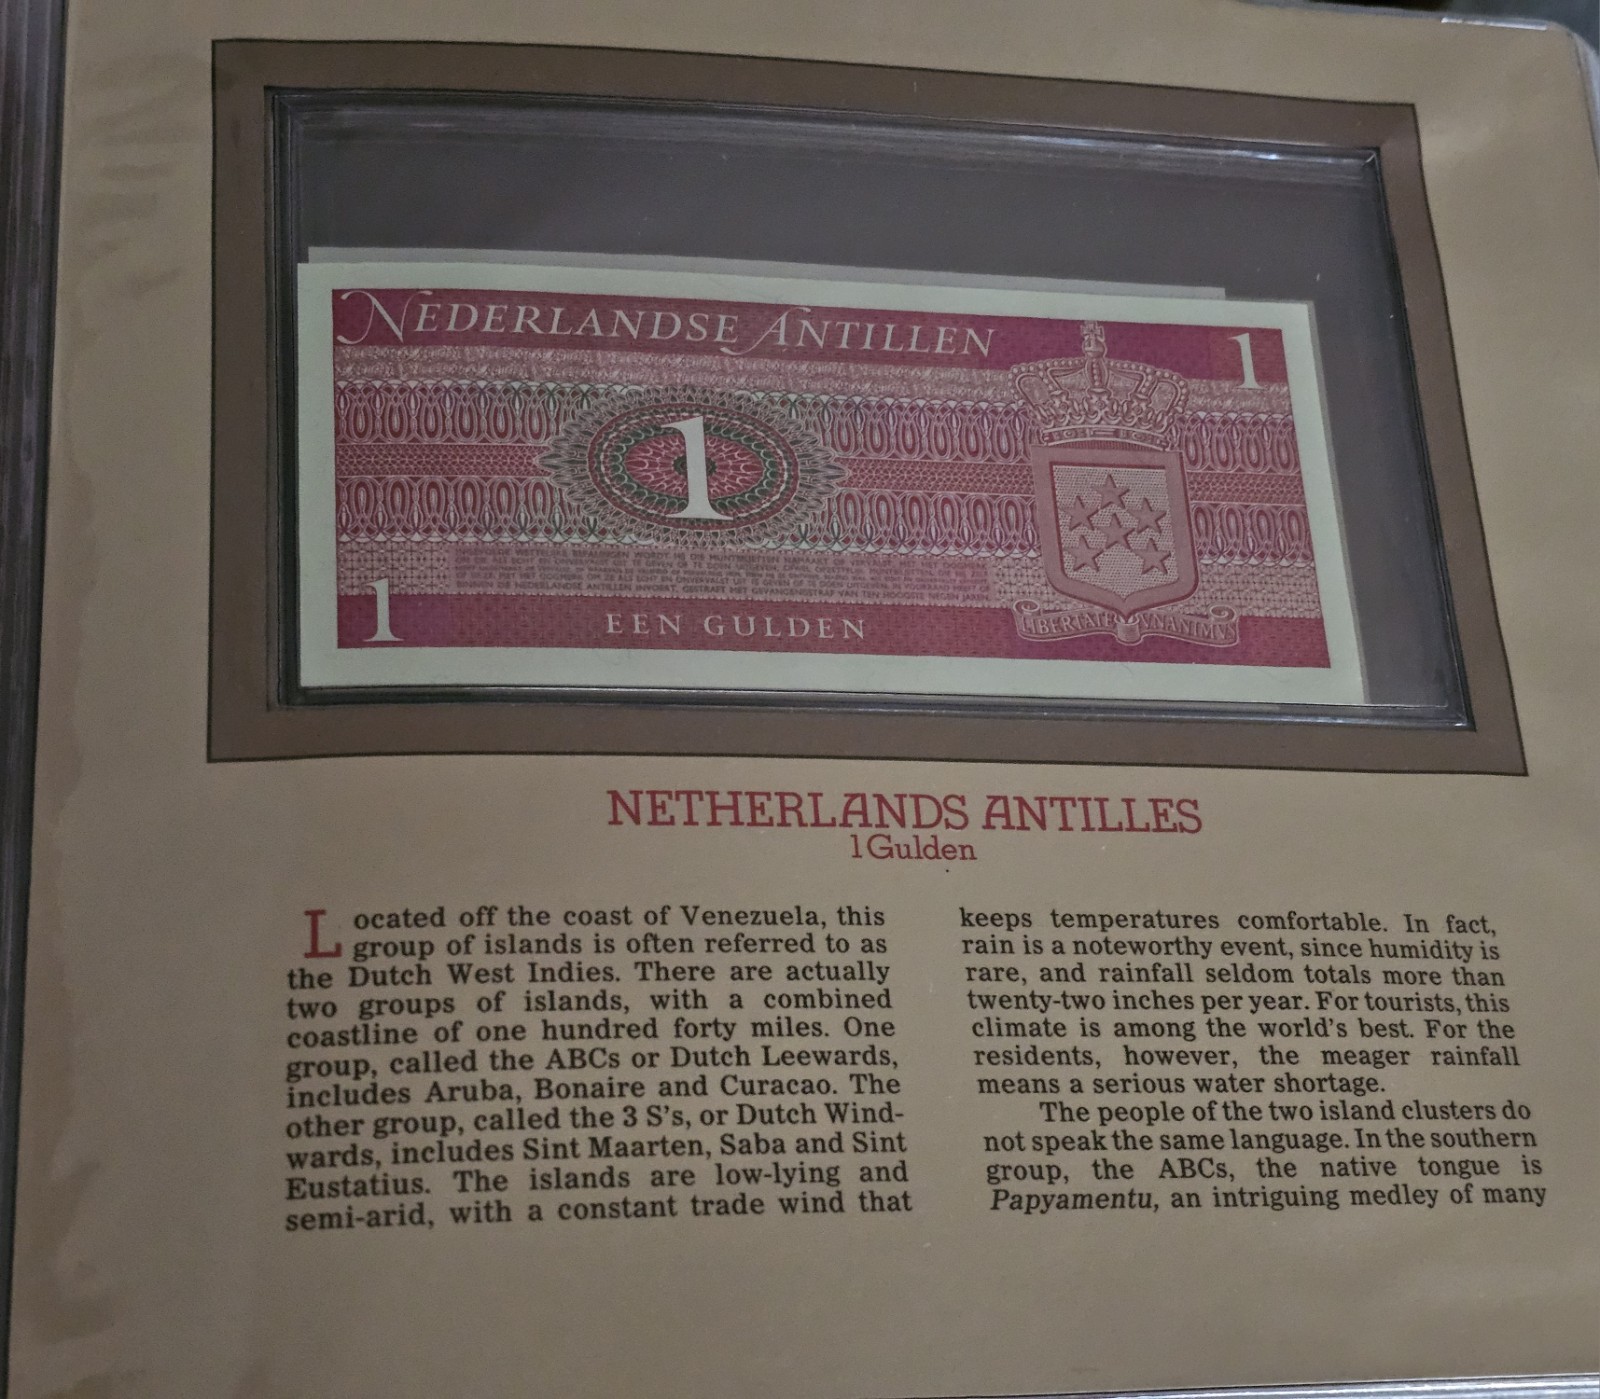 NEDERLANDSE ANTILLEN
1
1
1
EEN GULDEN
LIBERTATE VNANIMVS
NETHERLANDS ANTILLES
1 Gulden
Located off the coast of Venezuela, this
group of islands is often referred to as
the Dutch West Indies. There are actually
two groups of islands, with a combined
coastline of one hundred forty miles. One
group, called the ABCs or Dutch Leewards,
includes Aruba, Bonaire and Curacao. The
other group, called the 3 S's, or Dutch Wind-
wards, includes Sint Maarten, Saba and Sint
Eustatius. The islands are low-lying and
semi-arid, with a constant trade wind that
keeps temperatures comfortable. In fact,
rain is a noteworthy event, since humidity is
rare, and rainfall seldom totals more than
twenty-two inches per year. For tourists, this
climate is among the world's best. For the
residents, however, the meager rainfall
means a serious water shortage.
The people of the two island clusters do
not speak the same language. In the southern
group, the ABCs, the native tongue is
Papyamentu, an intriguing medley of many